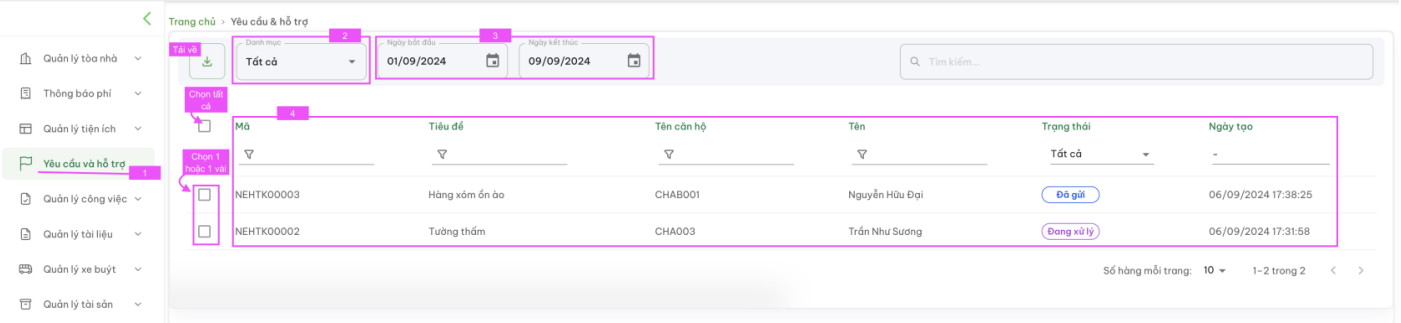 Trang chủ > Yêu cầu & hỗ trợ
Quản lý tòa nhà
Thông báo phí
Quản lý tiện ích
Yêu cầu và hỗ trợ
1
Quản lý công việc
Quản lý tài liệu
Quản lý xe buýt
Quản lý tài sản
Tải về
2
Danh mục
Tất cả
3
Ngày bắt đầu
01/09/2024
Ngày kết thúc
09/09/2024
Tìm kiếm...
Chọn tất
cả
4
Mã Tiêu đề Tên căn hộ Tên Trạng thái Ngày tạo
Tất cả -
Chọn 1
hoặc 1 vài
NEHTK00003 Hàng xóm ồn ào CHAB001 Nguyễn Hữu Đại Đã gửi 06/09/2024 17:38:25
NEHTK00002 Tường thấm CHA003 Trần Như Sương Đang xử lý 06/09/2024 17:31:58
Số hàng mỗi trang: 10 1–2 trong 2 < >